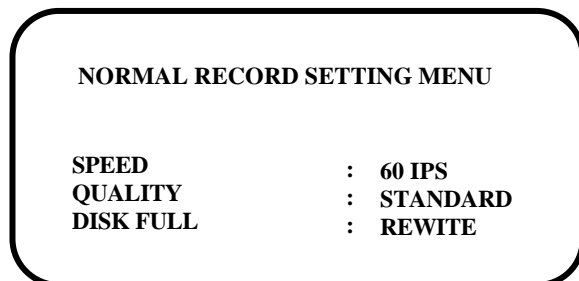 NORMAL RECORD SETTING MENU
SPEED : 60 IPS
QUALITY : STANDARD
DISK FULL : REWITE